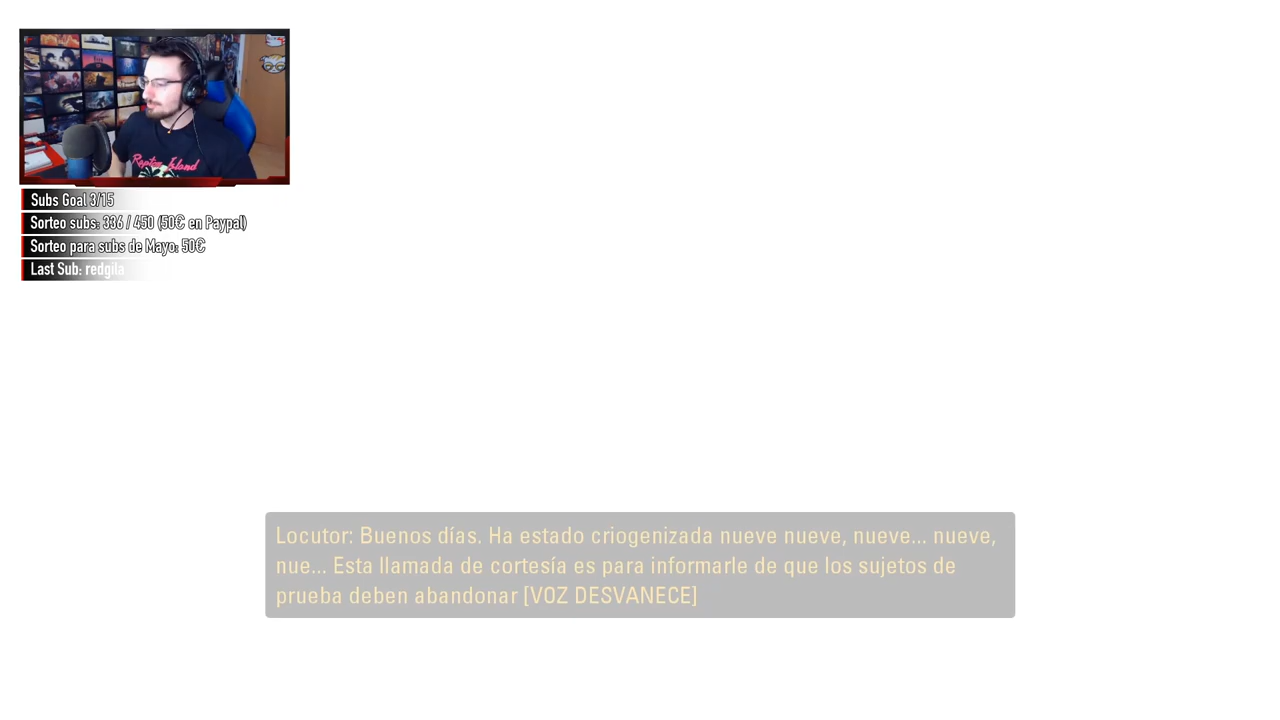 Raptor Island
Subs Goal 3/15
Sorteo subs: 336 / 450 (50€ en Paypal)
Sorteo para subs de Mayo: 50€
Last Sub: redgila
Locutor: Buenos días. Ha estado criogenizada nueve nueve, nueve... nueve,
nue... Esta llamada de cortesía es para informarle de que los sujetos de
prueba deben abandonar [VOZ DESVANECE]